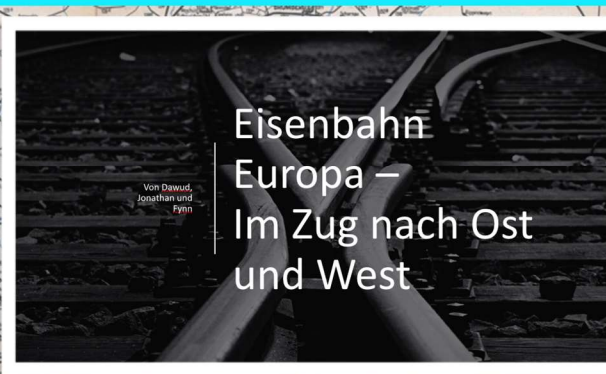 Von Dawud,
Jonathan und
Fynn
Eisenbahn
Europa –
Im Zug nach Ost
und West